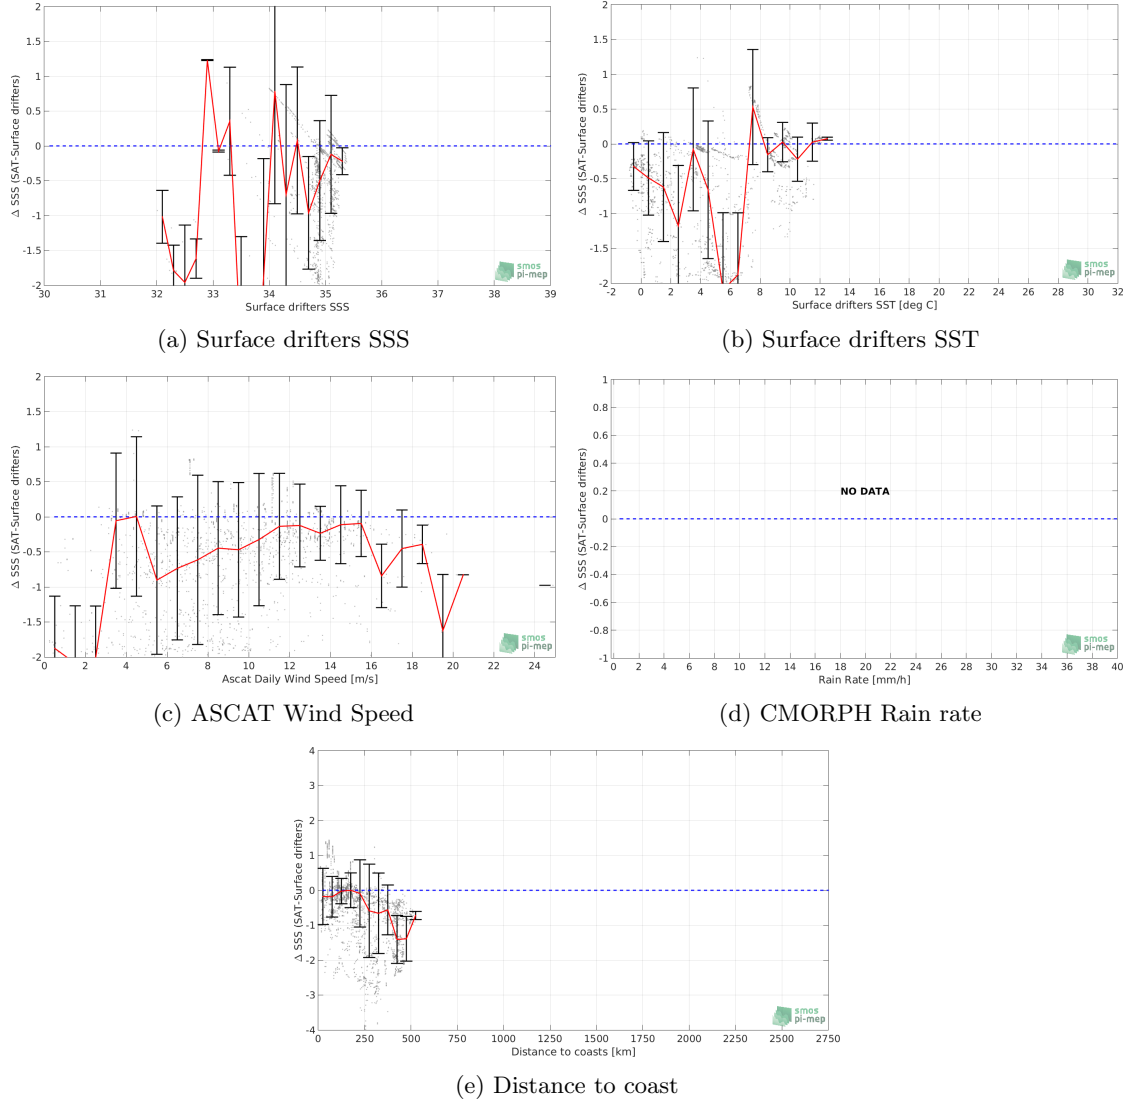 2
1.5
1
0.5
0
-0.5
-1
-1.5
-2
Δ SSS (SAT-Surface drifters)
30 31 32 33 34 35 36 37 38 39
Surface drifters SSS
smos
pi-mep
(a) Surface drifters SSS
2
1.5
1
0.5
0
-0.5
-1
-1.5
-2
Δ SSS (SAT-Surface drifters)
-2 0 2 4 6 8 10 12 14 16 18 20 22 24 26 28 30 32
Surface drifters SST [deg C]
smos
pi-mep
(b) Surface drifters SST
2
1.5
1
0.5
0
-0.5
-1
-1.5
-2
Δ SSS (SAT-Surface drifters)
0 2 4 6 8 10 12 14 16 18 20 22 24
Ascat Daily Wind Speed [m/s]
smos
pi-mep
(c) ASCAT Wind Speed
1
0.8
0.6
0.4
0.2
0
-0.2
-0.4
-0.6
-0.8
-1
Δ SSS (SAT-Surface drifters)
NO DATA
0 2 4 6 8 10 12 14 16 18 20 22 24 26 28 30 32 34 36 38 40
Rain Rate [mm/h]
smos
pi-mep
(d) CMORPH Rain rate
4
3
2
1
0
-1
-2
-3
-4
Δ SSS (SAT-Surface drifters)
0 250 500 750 1000 1250 1500 1750 2000 2250 2500 2750
Distance to coasts [km]
smos
pi-mep
(e) Distance to coast